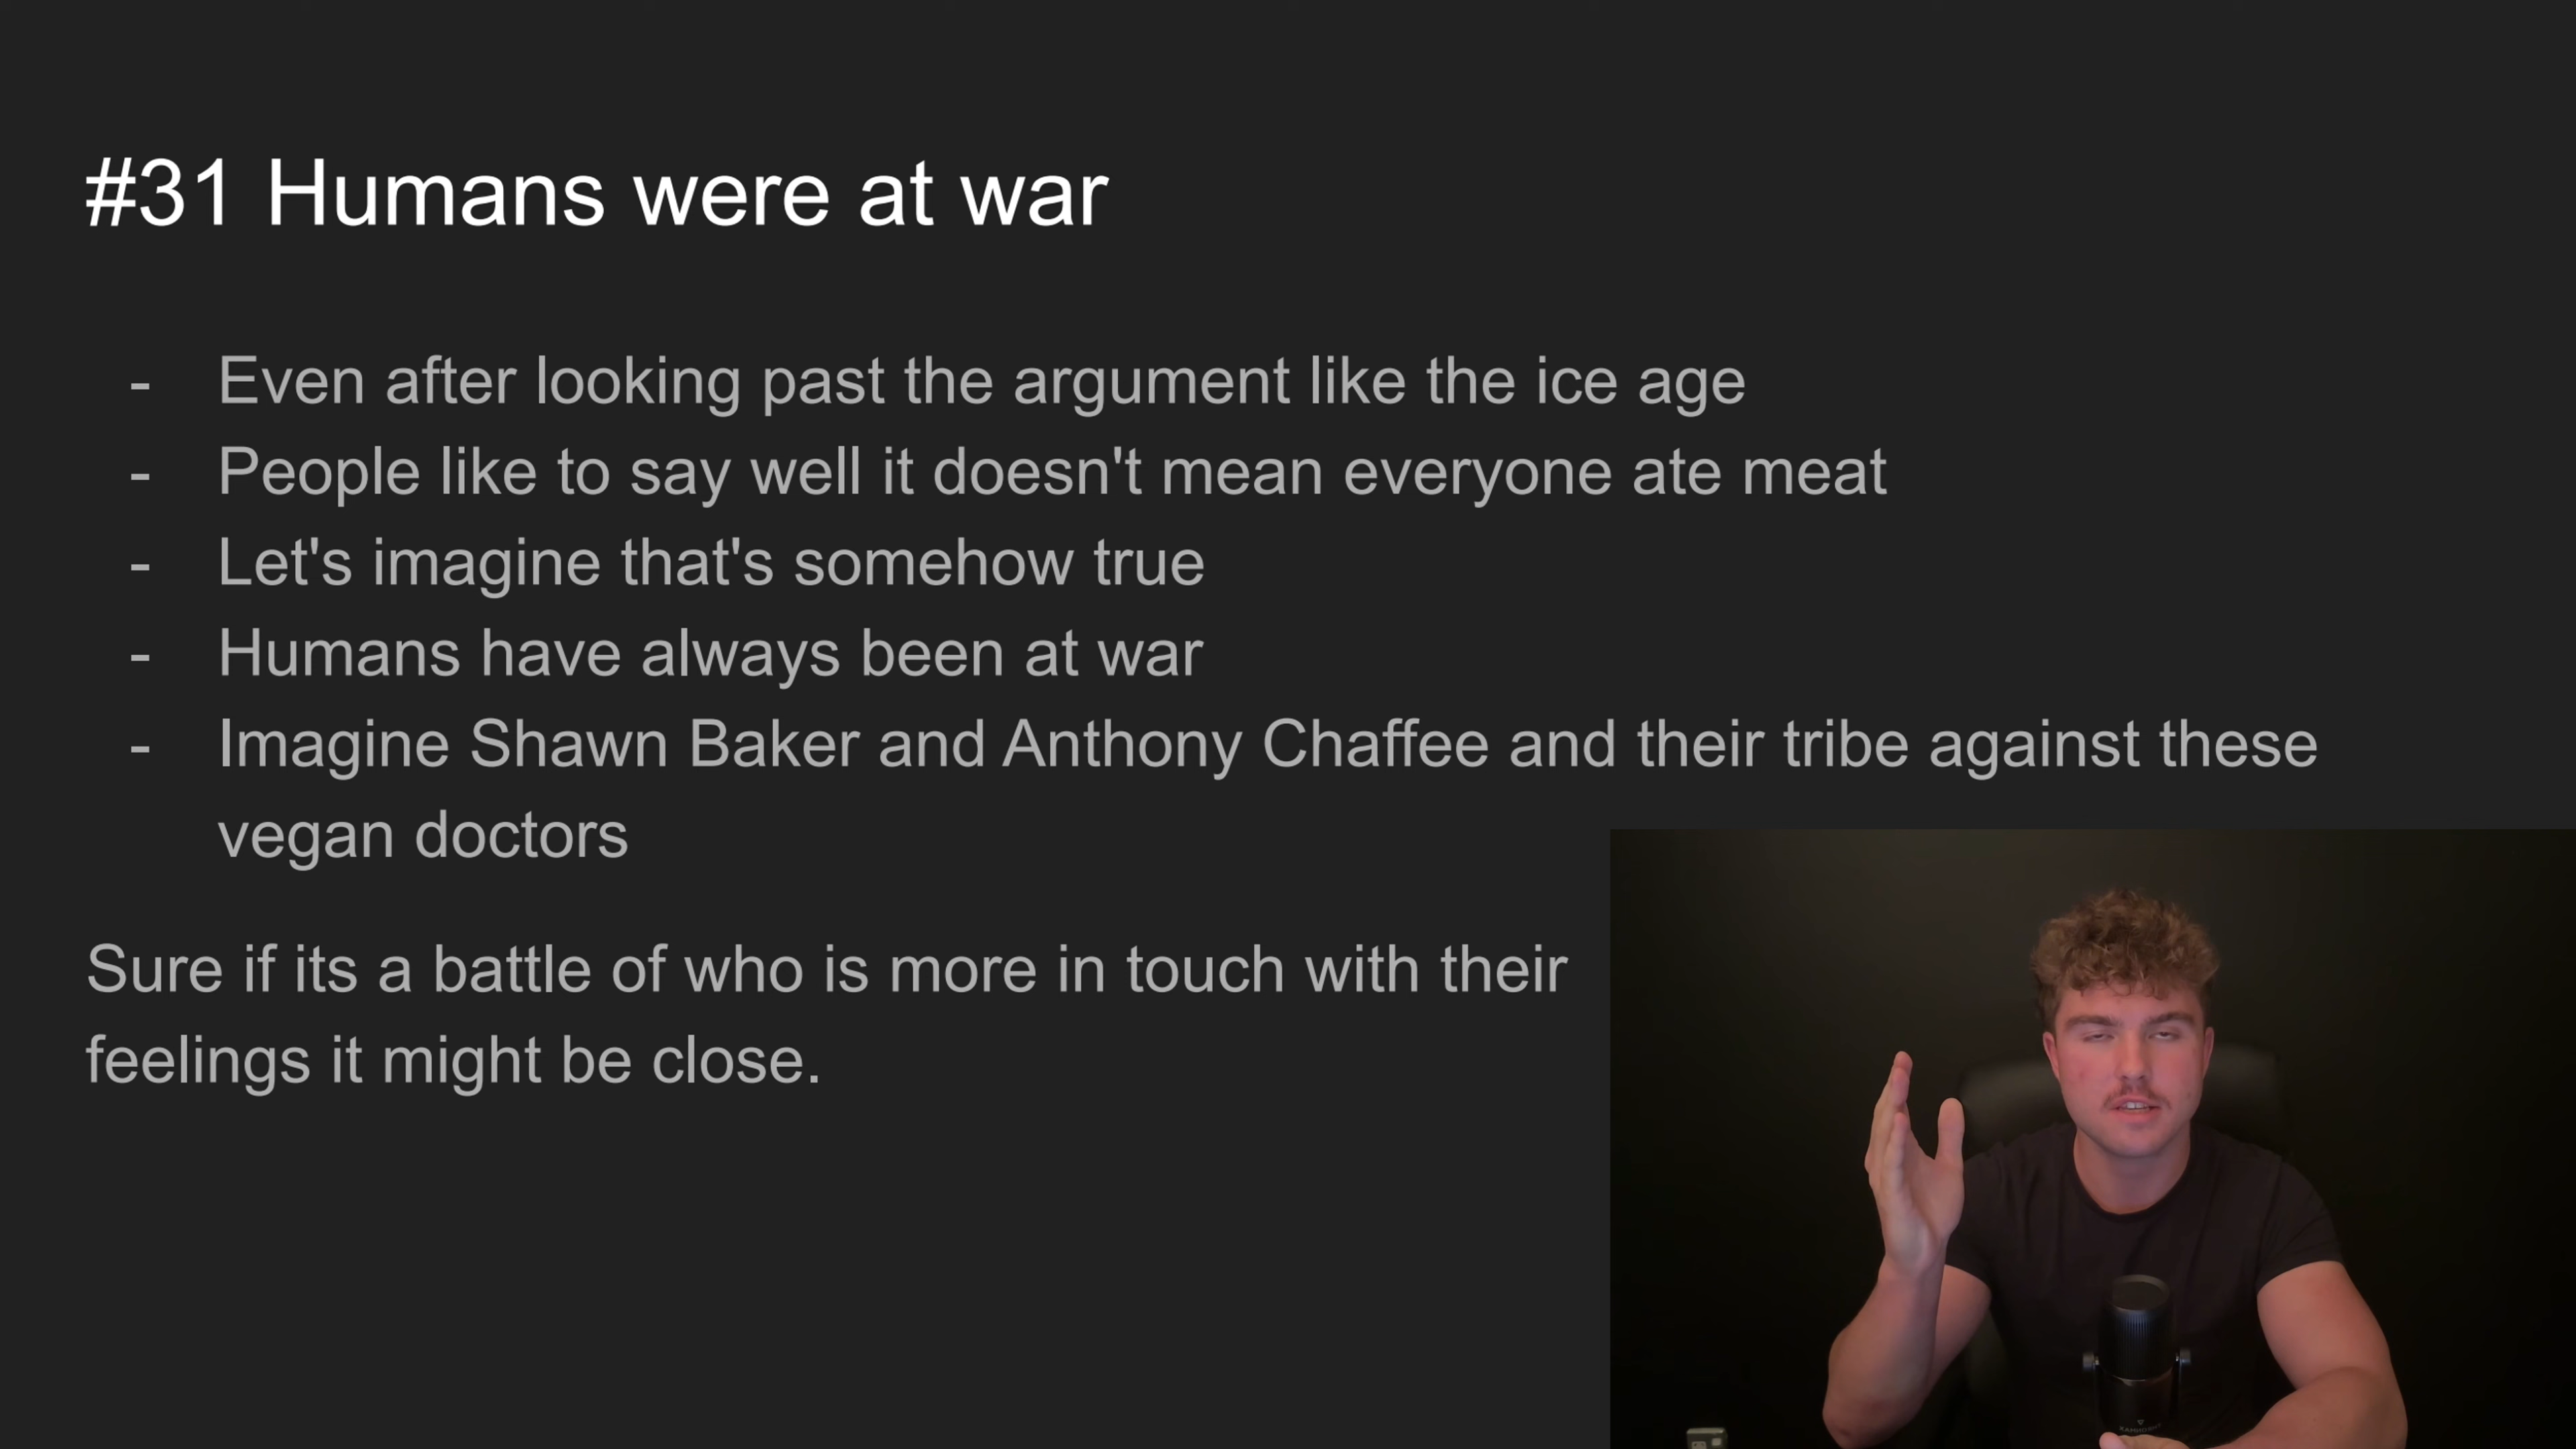 #31 Humans were at war
- Even after looking past the argument like the ice age
- People like to say well it doesn't mean everyone ate meat
- Let's imagine that's somehow true
- Humans have always been at war
- Imagine Shawn Baker and Anthony Chaffee and their tribe against these
vegan doctors
Sure if its a battle of who is more in touch with their
feelings it might be close.